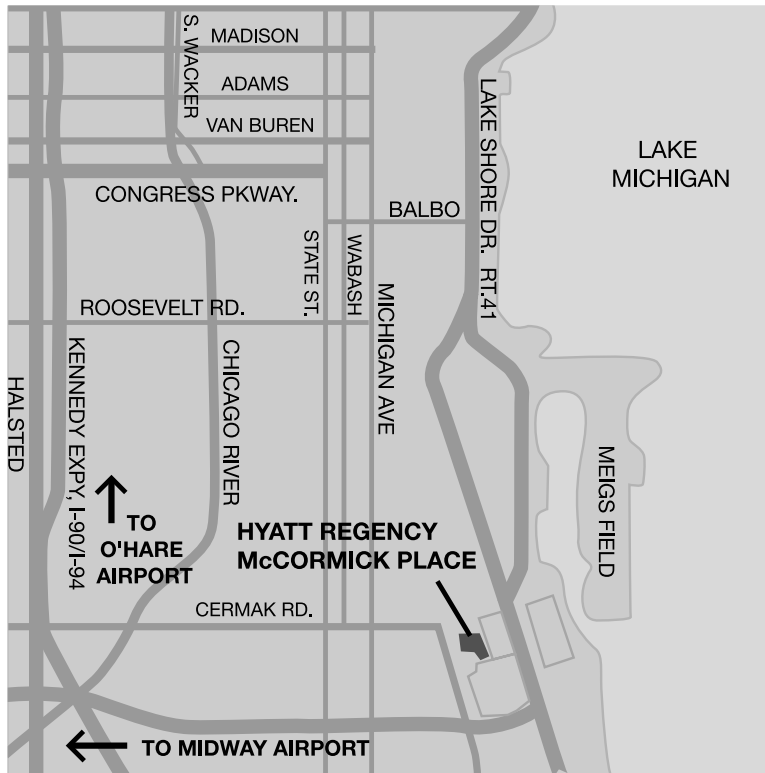 S. WACKER
MADISON
ADAMS
VAN BUREN
CONGRESS PKWAY.
LAKE SHORE DR. RT.41
LAKE
MICHIGAN
BALBO
STATE ST.
WABASH
MICHIGAN AVE
ROOSEVELT RD.
HALSTED
KENNEDY EXPY, I-90/I-94
CHICAGO RIVER
MEIGS FIELD
TO
O'HARE
AIRPORT
HYATT REGENCY
McCORMICK PLACE
CERMAK RD.
TO MIDWAY AIRPORT